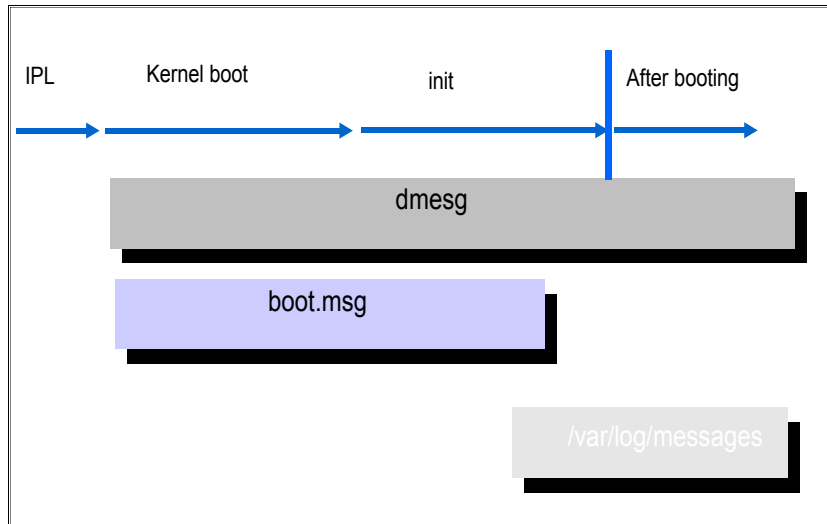 IPL
Kernel boot
init
After booting
dmesg
boot.msg
/var/log/messages